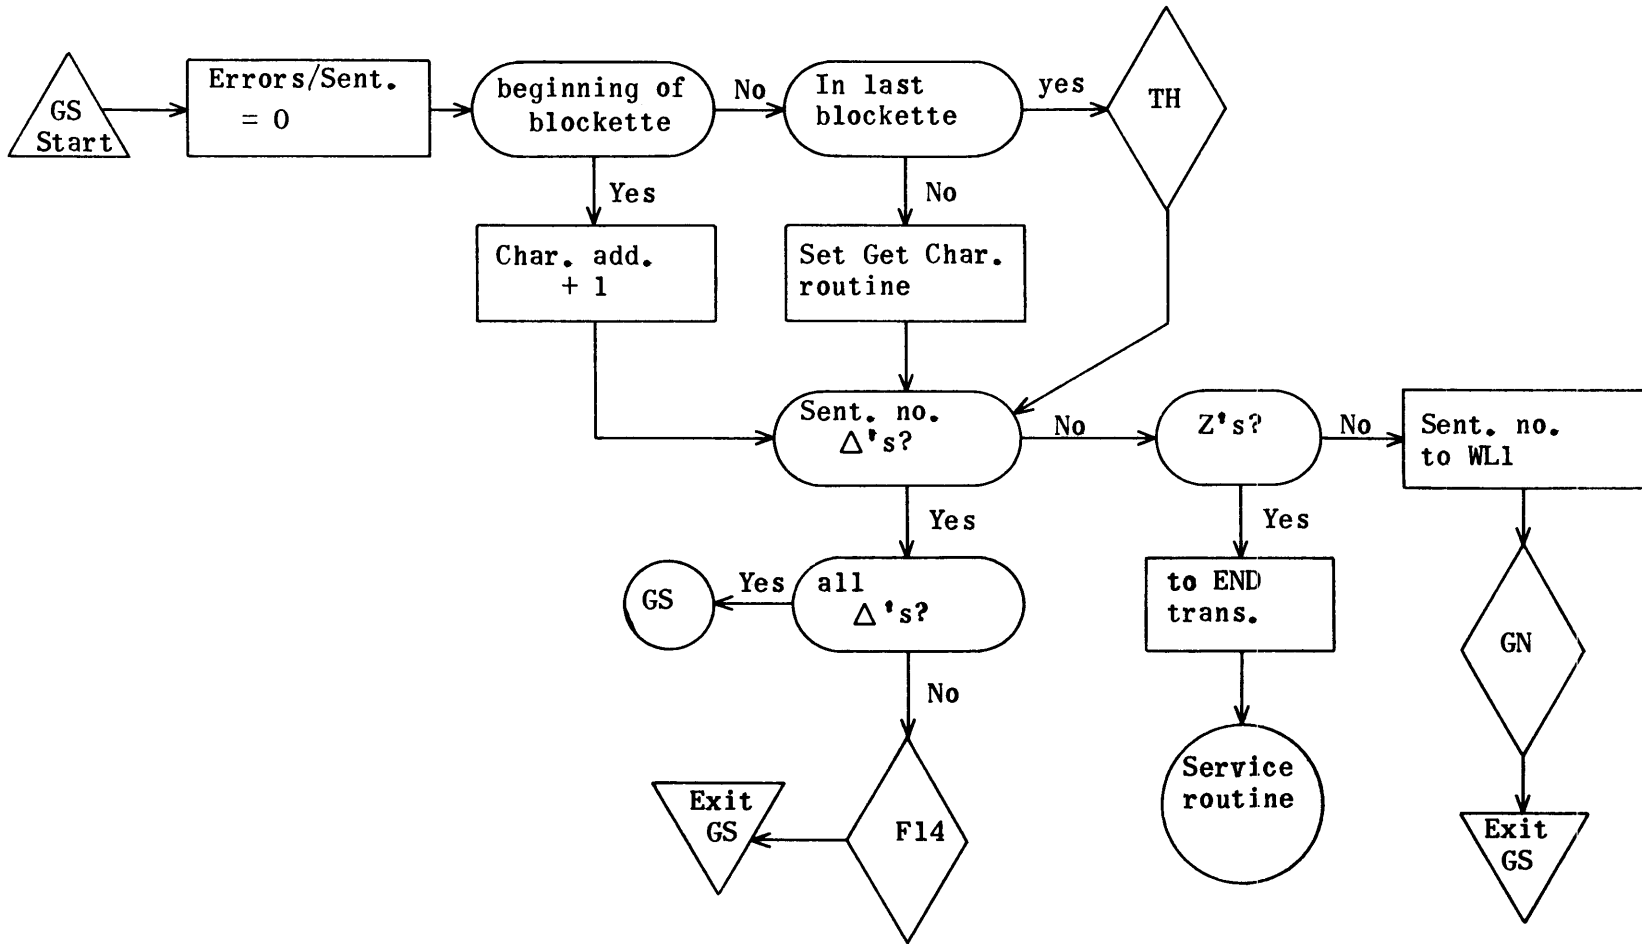 GS
Start
Errors/Sent.
= 0
beginning of
blockette
No
In last
blockette
yes
TH
Yes
No
Char. add.
+ 1
Set Get Char.
routine
Sent. no.
Δ's?
No
Z's?
No
Sent. no.
to WL1
Yes
Yes
GS
Yes
all
Δ's?
to END
trans.
GN
No
Exit
GS
F14
Service
routine
Exit
GS